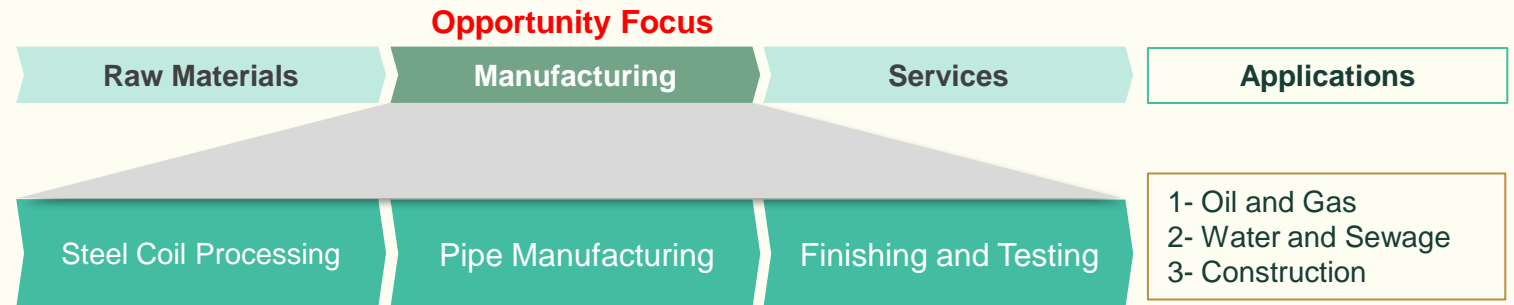 Opportunity Focus
Raw Materials
Manufacturing
Services
Applications
Steel Coil Processing
Pipe Manufacturing
Finishing and Testing
1- Oil and Gas
2- Water and Sewage
3- Construction